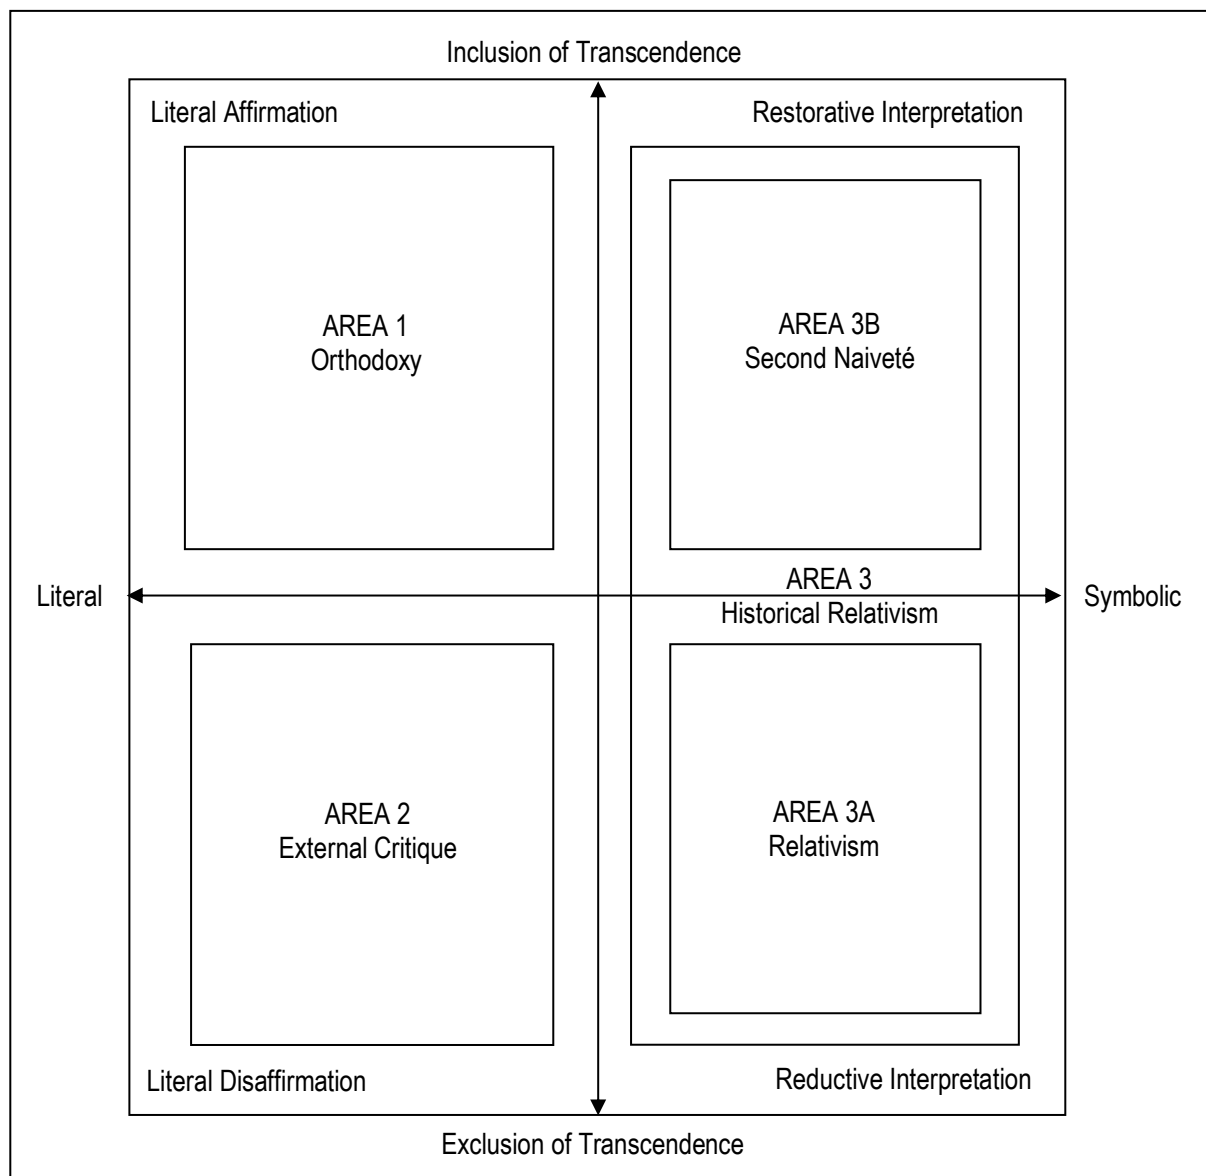 Inclusion of Transcendence
Literal Affirmation
Restorative Interpretation
AREA 1
Orthodoxy
AREA 3B
Second Naiveté
Literal
AREA 3
Historical Relativism
Symbolic
AREA 2
External Critique
AREA 3A
Relativism
Literal Disaffirmation
Reductive Interpretation
Exclusion of Transcendence